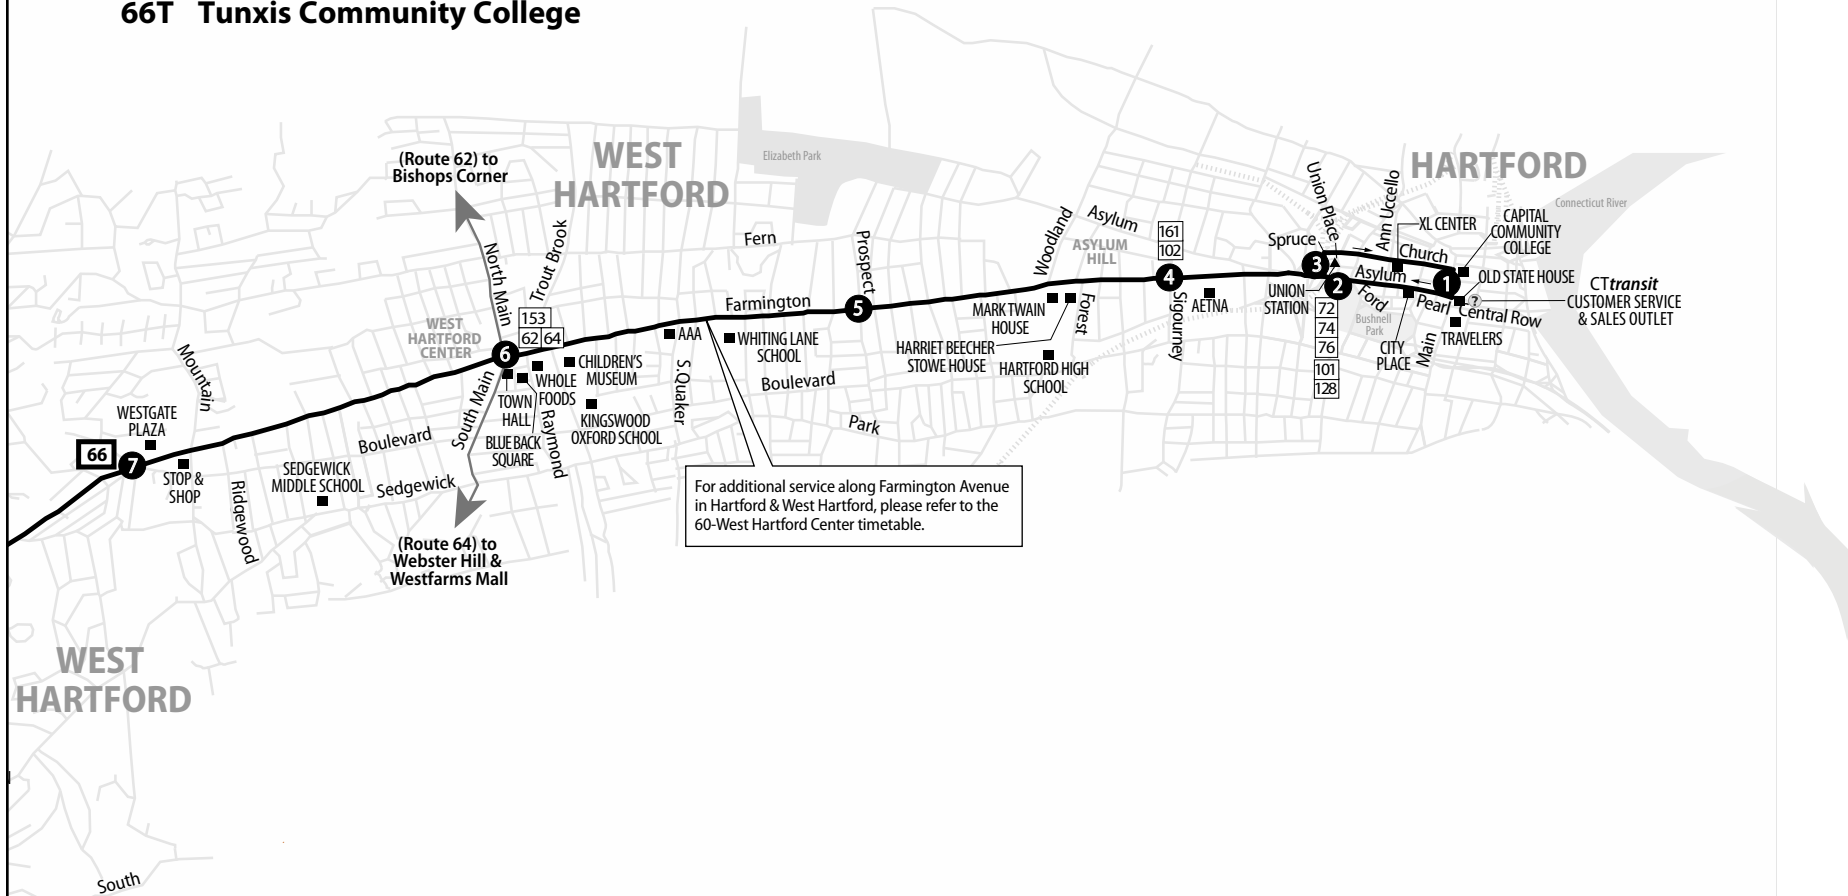 66T Tunxis Community College
(Route 62) to
Bishops Corner
WEST
HARTFORD
Elizabeth Park
HARTFORD
Connecticut River
North Main
Trout Brook
Fern
Prospect
Woodland
Asylum
ASYLUM
HILL
161
102
Spruce
Union Place
Ann Uccello
XL CENTER
CAPITAL
COMMUNITY
COLLEGE
Church
3
4
1
2
Asylum
OLD STATE HOUSE
CTtransit
CUSTOMER SERVICE
& SALES OUTLET
?
UNION
STATION
Ford
Pearl
Central Row
Bushnell
Park
72
74
76
101
128
CITY
PLACE
Main
TRAVELERS
Sigourney
AETNA
Forest
MARK TWAIN
HOUSE
HARRIET BEECHER
STOWE HOUSE
HARTFORD HIGH
SCHOOL
Farmington
5
WEST
HARTFORD
CENTER
153
62 64
6
AAA
WHITING LANE
SCHOOL
CHILDREN'S
MUSEUM
WHOLE
FOODS
TOWN
HALL
KINGSWOOD
OXFORD SCHOOL
BLUE BACK
SQUARE
Raymond
S.Quaker
Boulevard
Park
South Main
Mountain
WESTGATE
PLAZA
66
7
STOP &
SHOP
Boulevard
SEDGEWICK
MIDDLE SCHOOL
Sedgewick
Ridgewood
For additional service along Farmington Avenue
in Hartford & West Hartford, please refer to the
60-West Hartford Center timetable.
(Route 64) to
Webster Hill &
Westfarms Mall
WEST
HARTFORD
South